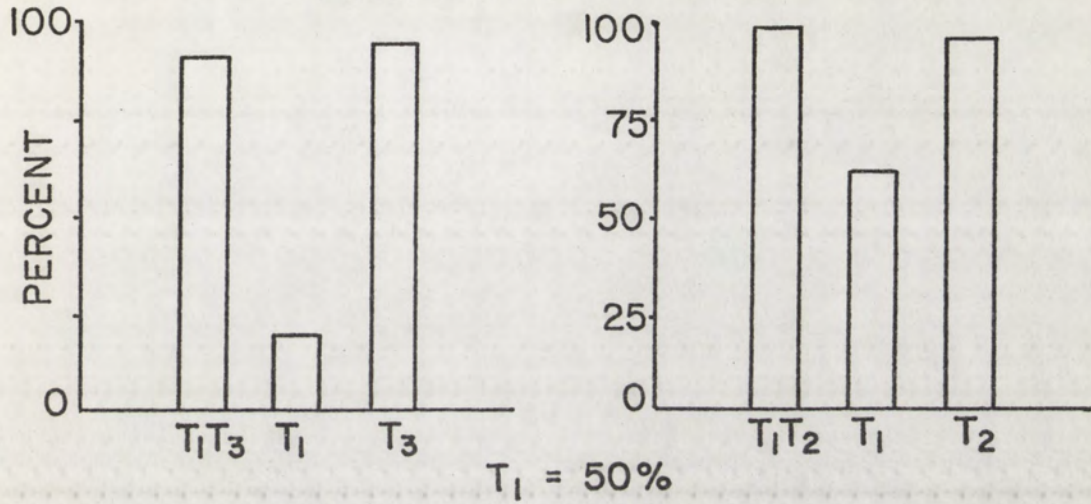 PERCENT
100
0
T₁T₃ T₁ T₃
100
75
50
25
0
T₁T₂ T₁ T₂
T₁ = 50%